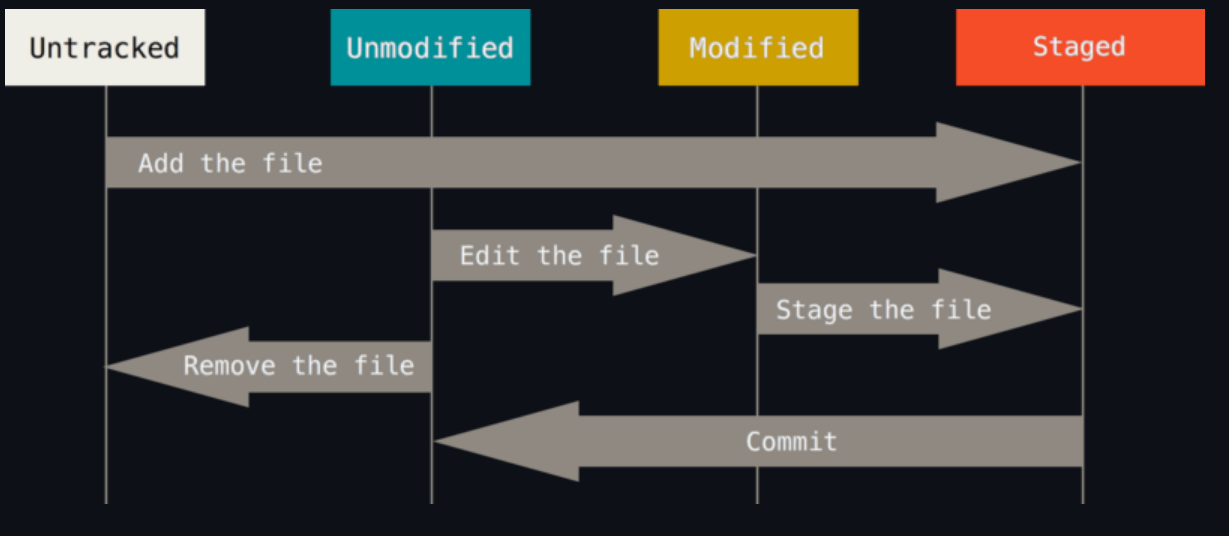 Untracked
Unmodified
Modified
Staged
Add the file
Edit the file
Stage the file
Remove the file
Commit